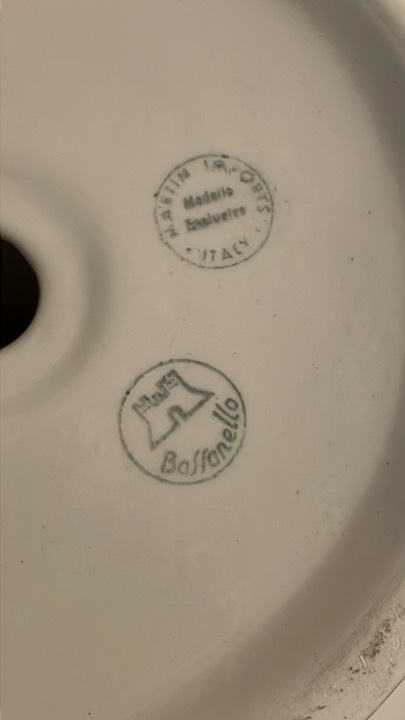 MARTIN IMPORTS
Modello
Esclusivo
ITALY
Bassanello